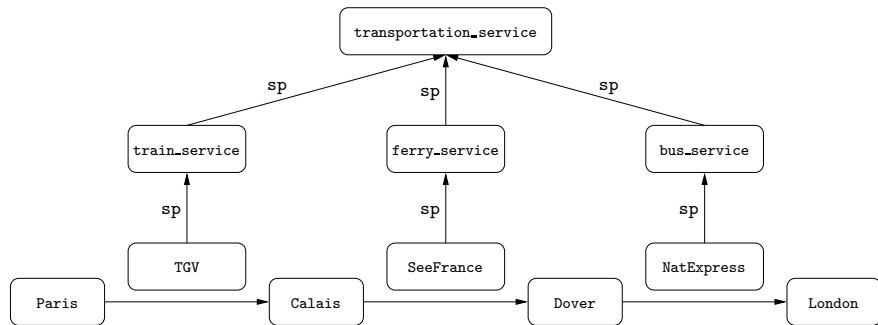 transportation_service
sp
sp
sp
train_service
ferry_service
bus_service
sp
sp
sp
TGV
SeeFrance
NatExpress
Paris
Calais
Dover
London